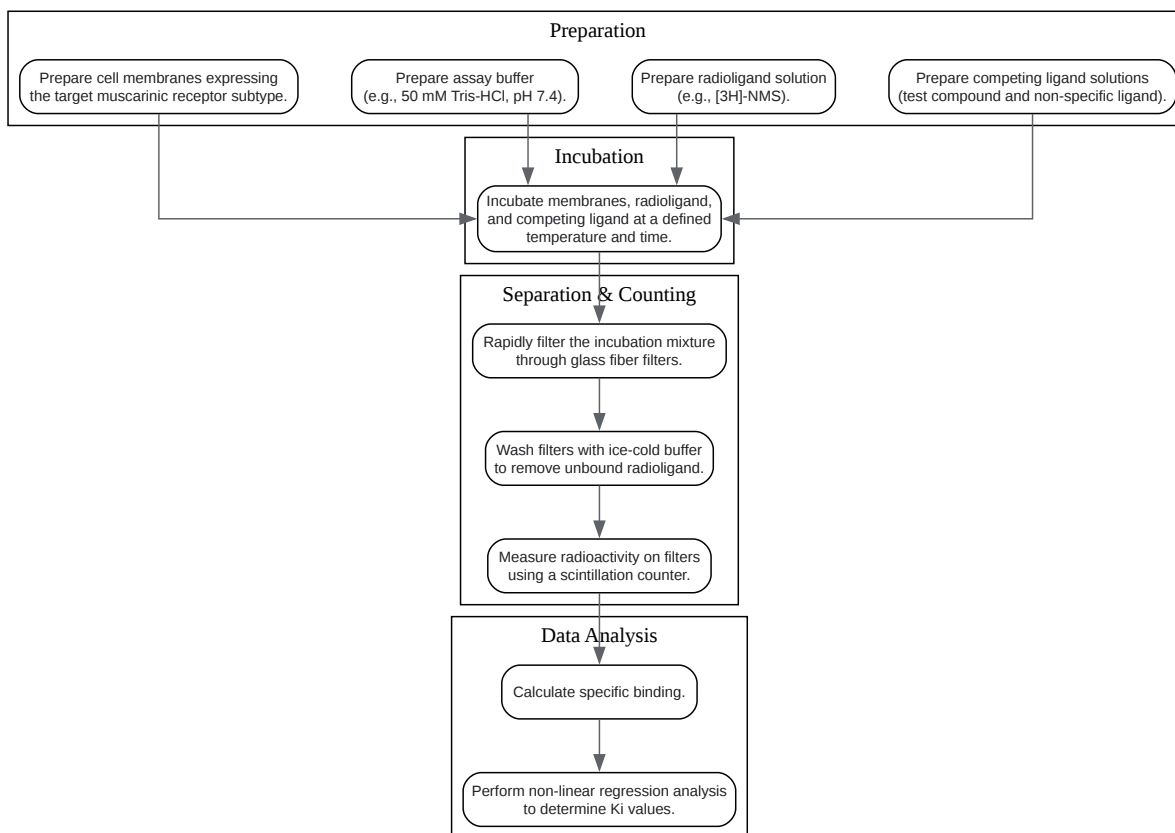 Preparation
Prepare cell membranes expressing
the target muscarinic receptor subtype.
Prepare assay buffer
(e.g., 50 mM Tris-HCl, pH 7.4).
Prepare radioligand solution
(e.g., [3H]-NMS).
Prepare competing ligand solutions
(test compound and non-specific ligand).
Incubation
Incubate membranes, radioligand,
and competing ligand at a defined
temperature and time.
Separation & Counting
Rapidly filter the incubation mixture
through glass fiber filters.
Wash filters with ice-cold buffer
to remove unbound radioligand.
Measure radioactivity on filters
using a scintillation counter.
Data Analysis
Calculate specific binding.
Perform non-linear regression analysis
to determine Ki values.